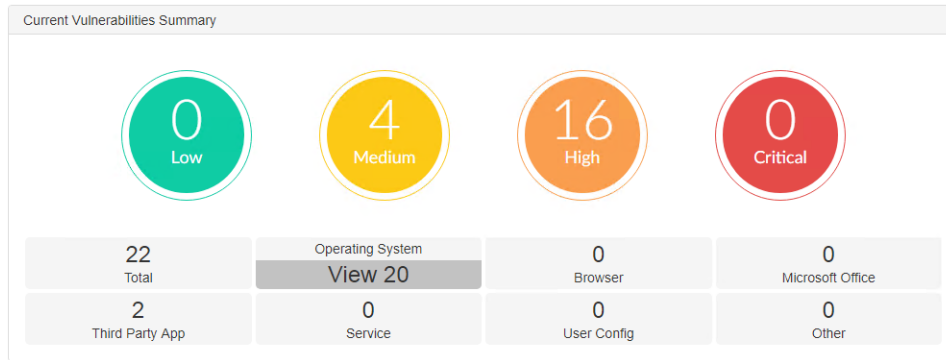 Current Vulnerabilities Summary
0
Low
4
Medium
16
High
0
Critical
22
Total
Operating System
View 20
0
Browser
0
Microsoft Office
2
Third Party App
0
Service
0
User Config
0
Other